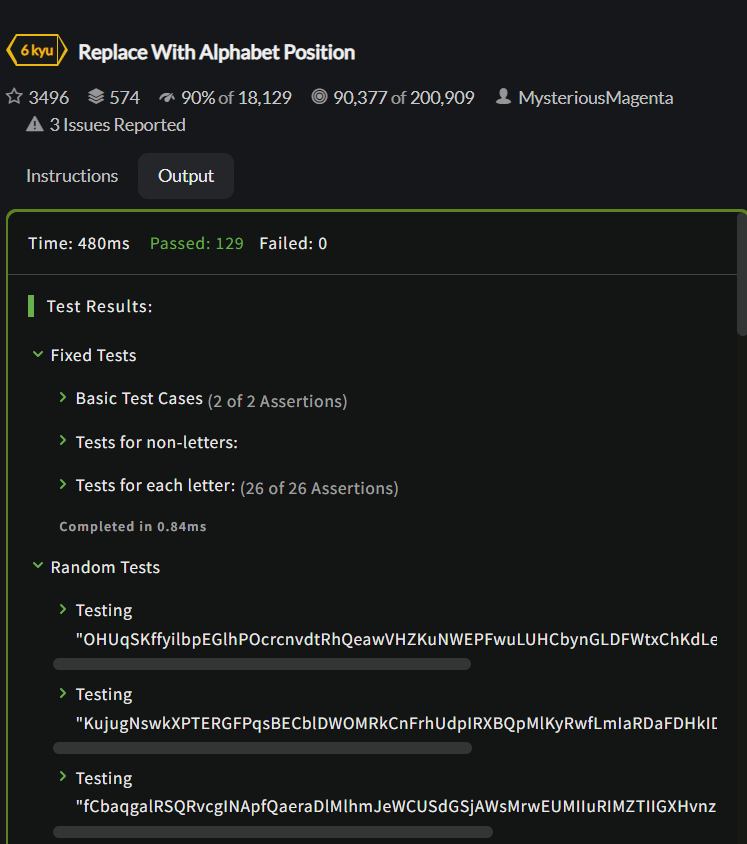 6 kyu Replace With Alphabet Position
3496 574 90% of 18,129 90,377 of 200,909 MysteriousMagenta
3 Issues Reported
Instructions Output
Time: 480ms Passed: 129 Failed: 0
Test Results:
Fixed Tests
Basic Test Cases (2 of 2 Assertions)
Tests for non-letters:
Tests for each letter: (26 of 26 Assertions)
Completed in 0.84ms
Random Tests
Testing
"OHUqSKffyilbpEGlhPOcrcnvdtRhQeawVHZKuNWEPFwuLUHCbynGLDFWtxChKdLe
Testing
"KujugNswkXPTERGFPqsBECblDWOMRkCnFrhUdpIRXBQpMlKyRwfLmIaRDaFDHkID
Testing
"fCbaqgalRSQRvcgINApfQaeraDlMlhmJeWCUSdGSjAWsMrwEUMIIuRIMZTIIGXHvnz